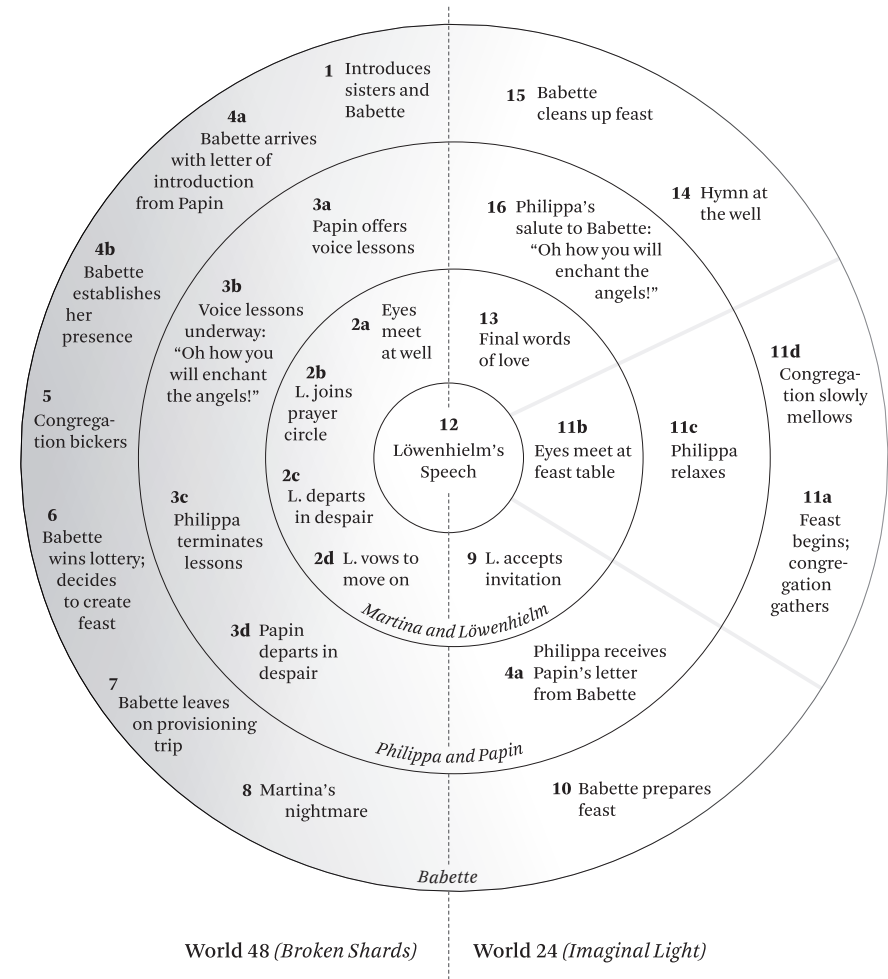 1 Introduces
sisters and
Babette
4a
Babette arrives
with letter of
introduction
from Papin
4b
Babette
establishes
her
presence
5
Congrega-
tion bickers
6
Babette
wins lottery;
decides
to create
feast
7
Babette leaves
on provisioning
trip
8 Martina’s
nightmare
3a
Papin offers
voice lessons
3b
Voice lessons
underway:
“Oh how you
will enchant
the angels!”
3c
Philippa
terminates
lessons
3d Papin
departs in
despair
2a Eyes
meet
at well
2b
L. joins
prayer
circle
2c
L. departs
in despair
2d L. vows to
move on
12
Löwenhielm’s
Speech
13
Final words
of love
11b
Eyes meet at
feast table
9 L. accepts
invitation
Martina and Löwenhielm
16 Philippa’s
salute to Babette:
“Oh how you will
enchant the
angels!”
11c
Philippa
relaxes
Philippa receives
4a Papin’s letter
from Babette
Philippa and Papin
15 Babette
cleans up feast
14 Hymn at
the well
11d
Congrega-
tion slowly
mellows
11a
Feast
begins;
congre-
gation
gathers
10 Babette prepares
feast
Babette
World 48 (Broken Shards)
World 24 (Imaginal Light)